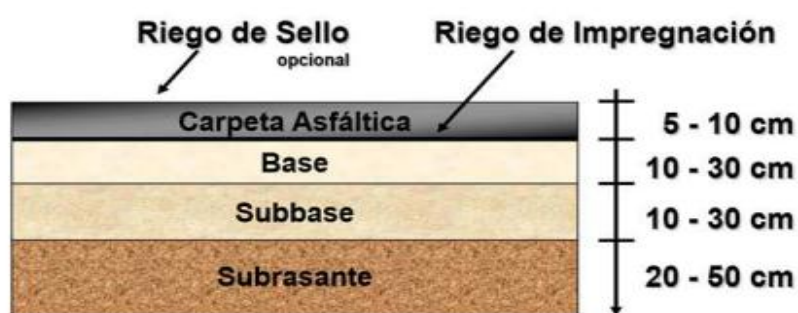 Riego de Sello
opcional
Riego de Impregnación
Carpeta Asfáltica
5 - 10 cm
Base
10 - 30 cm
Subbase
10 - 30 cm
Subrasante
20 - 50 cm